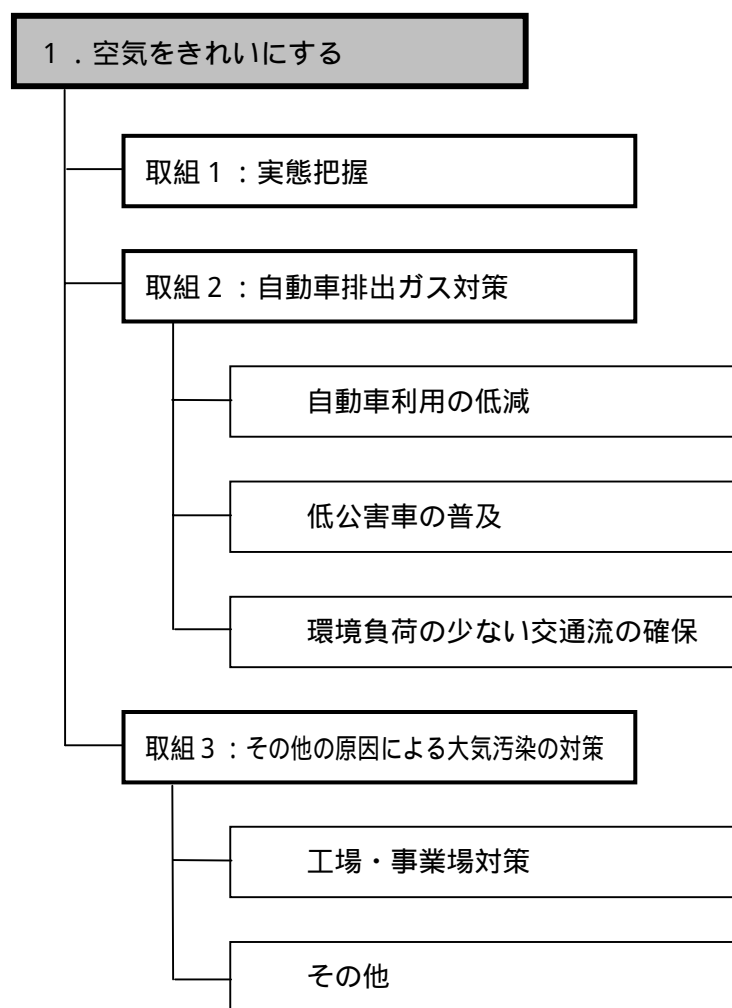 １．空気をきれいにする
取組１：実態把握
取組２：自動車排出ガス対策
自動車利用の低減
低公害車の普及
環境負荷の少ない交通流の確保
取組３：その他の原因による大気汚染の対策
工場・事業場対策
その他